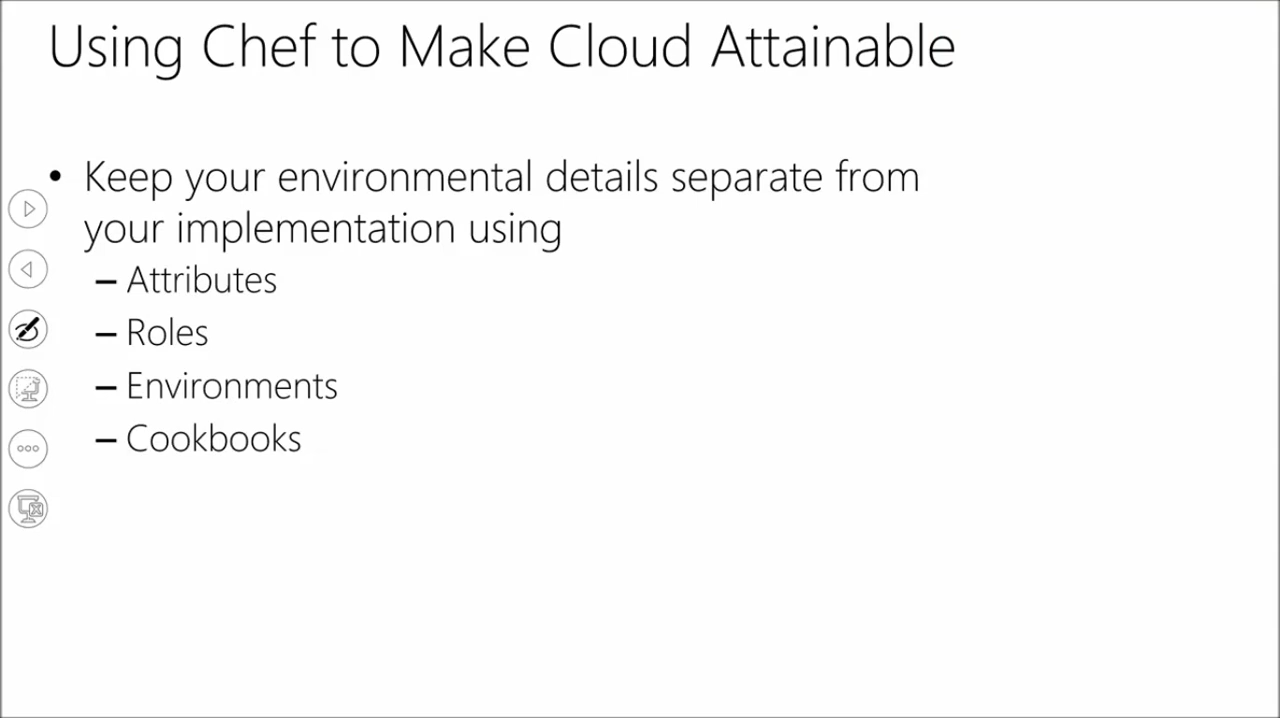 Using Chef to Make Cloud Attainable
• Keep your environmental details separate from
your implementation using
– Attributes
– Roles
– Environments
– Cookbooks